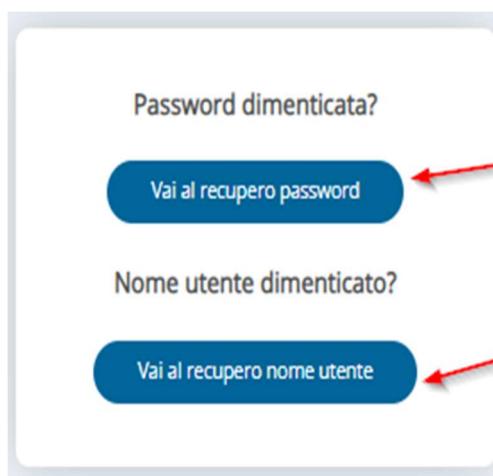 Password dimenticata?
Vai al recupero password
Nome utente dimenticato?
Vai al recupero nome utente